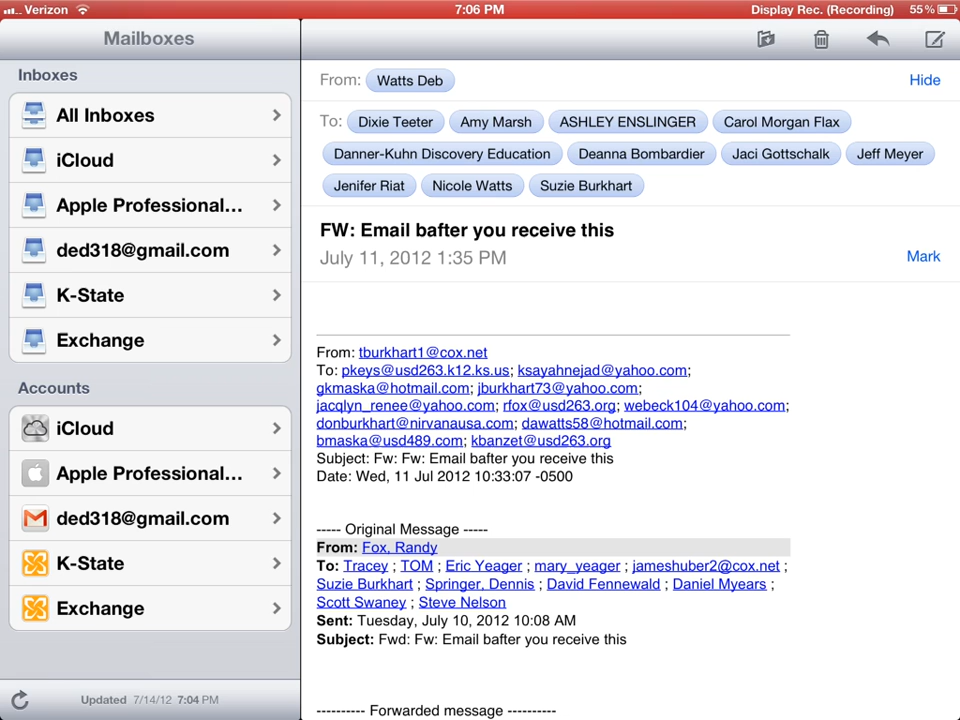 Verizon 7:06 PM Display Rec. (Recording) 55%
Mailboxes
Inboxes
All Inboxes
iCloud
Apple Professional...
ded318@gmail.com
K-State
Exchange
Accounts
iCloud
Apple Professional...
ded318@gmail.com
K-State
Exchange
Updated 7/14/12 7:04 PM
From: Watts Deb Hide
To: Dixie Teeter Amy Marsh ASHLEY ENSLINGER Carol Morgan Flax
Danner-Kuhn Discovery Education Deanna Bombardier Jaci Gottschalk Jeff Meyer
Jenifer Riat Nicole Watts Suzie Burkhart
FW: Email bafter you receive this
July 11, 2012 1:35 PM Mark
From: tburkhart1@cox.net
To: pkeys@usd263.k12.ks.us; ksayahnejad@yahoo.com;
gkmaska@hotmail.com; jburkhart73@yahoo.com;
jacqlyn_renee@yahoo.com; rfox@usd263.org; webeck104@yahoo.com;
donburkhart@nirvanausa.com; dawatts58@hotmail.com;
bmaska@usd489.com; kbanzet@usd263.org
Subject: Fw: Fw: Email bafter you receive this
Date: Wed, 11 Jul 2012 10:33:07 -0500
----- Original Message -----
From: Fox, Randy
To: Tracey ; TOM ; Eric Yeager ; mary_yeager ; jameshuber2@cox.net ;
Suzie Burkhart ; Springer, Dennis ; David Fennewald ; Daniel Myears ;
Scott Swaney ; Steve Nelson
Sent: Tuesday, July 10, 2012 10:08 AM
Subject: Fwd: Fw: Email bafter you receive this
---------- Forwarded message ----------